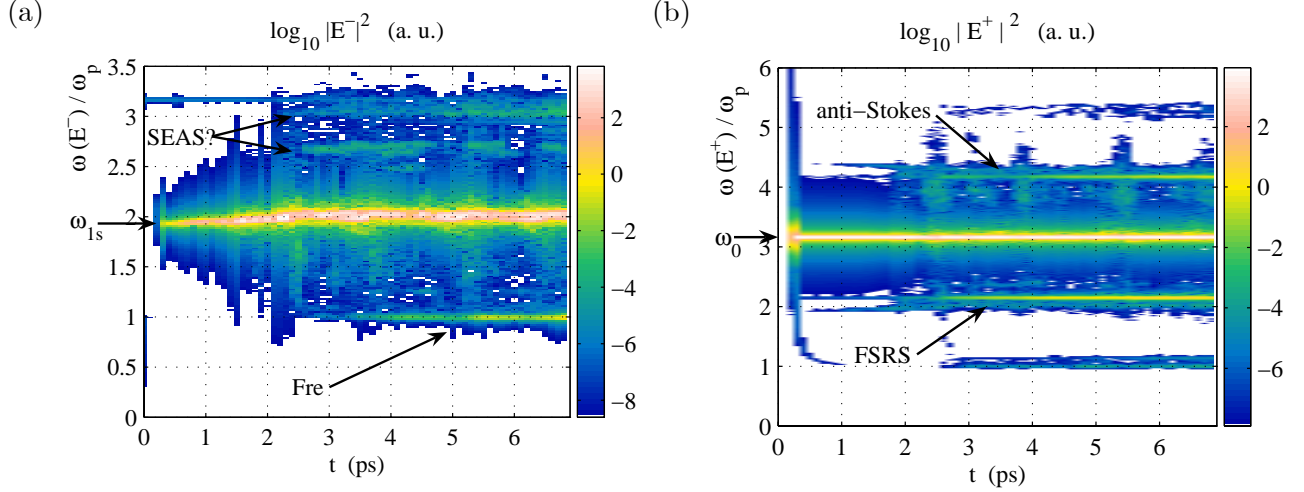 (a)
log₁₀ |E⁻|² (a. u.)
ω (E⁻) / ωₚ
3.5
3
2.5
2
1.5
1
0.5
0
SEAS?
ω₁ₛ
Fre
0 1 2 3 4 5 6
t (ps)
2
0
−2
−4
−6
−8
(b)
log₁₀ | E⁺ | ² (a. u.)
ω (E⁺) / ωₚ
6
5
4
3
2
1
0
anti−Stokes
ω₀
FSRS
0 1 2 3 4 5 6
t (ps)
2
0
−2
−4
−6